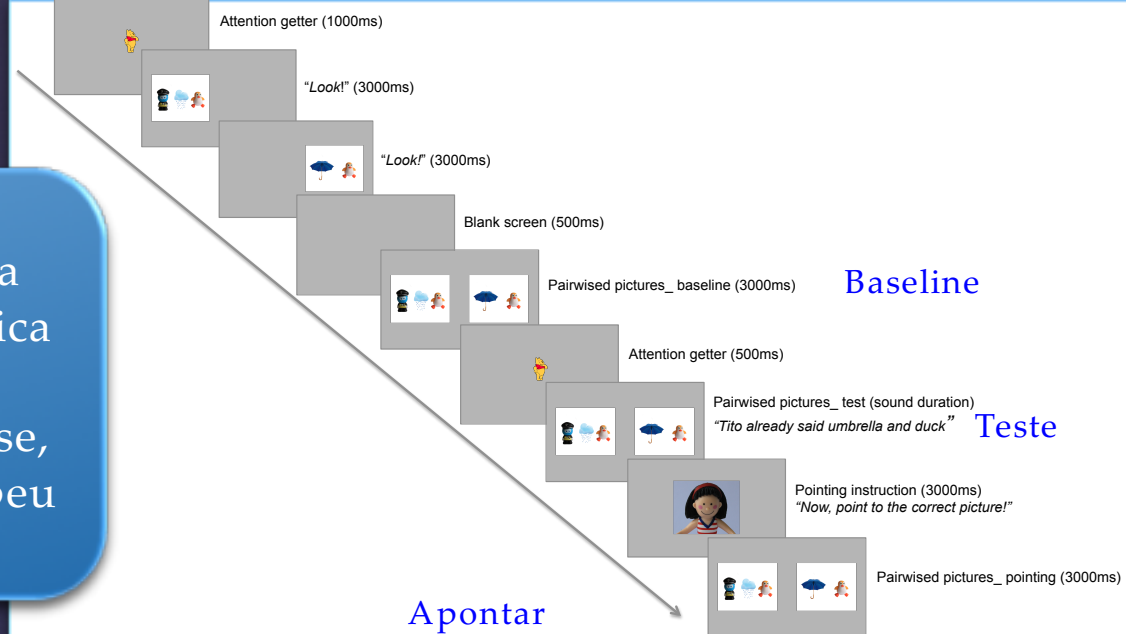 Attention getter (1000ms)
“Look!” (3000ms)
“Look!” (3000ms)
Blank screen (500ms)
Pairwised pictures_ baseline (3000ms)
Baseline
Attention getter (500ms)
Pairwised pictures_ test (sound duration)
“Tito already said umbrella and duck”
Teste
Pointing instruction (3000ms)
“Now, point to the correct picture!”
Pairwised pictures_ pointing (3000ms)
Apontar